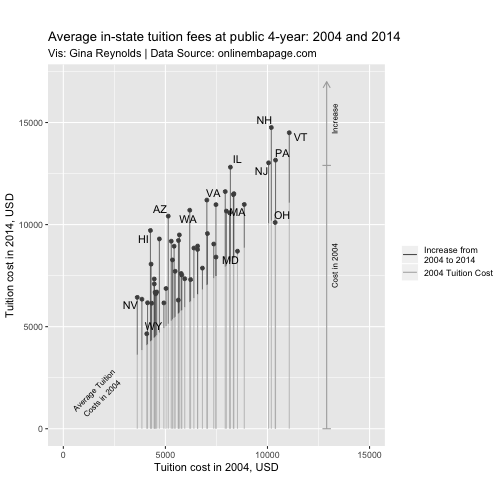 Average in-state tuition fees at public 4-year: 2004 and 2014
Vis: Gina Reynolds | Data Source: onlinembapage.com
Tuition cost in 2014, USD
15000
10000
5000
0
NH
VT
PA
NJ
IL
OH
VA
AZ
WA
MA
HI
MD
NV
WY
Increase
Cost in 2004
Average Tuition
Costs in 2004
Increase from
2004 to 2014
2004 Tuition Cost
0
5000
10000
15000
Tuition cost in 2004, USD